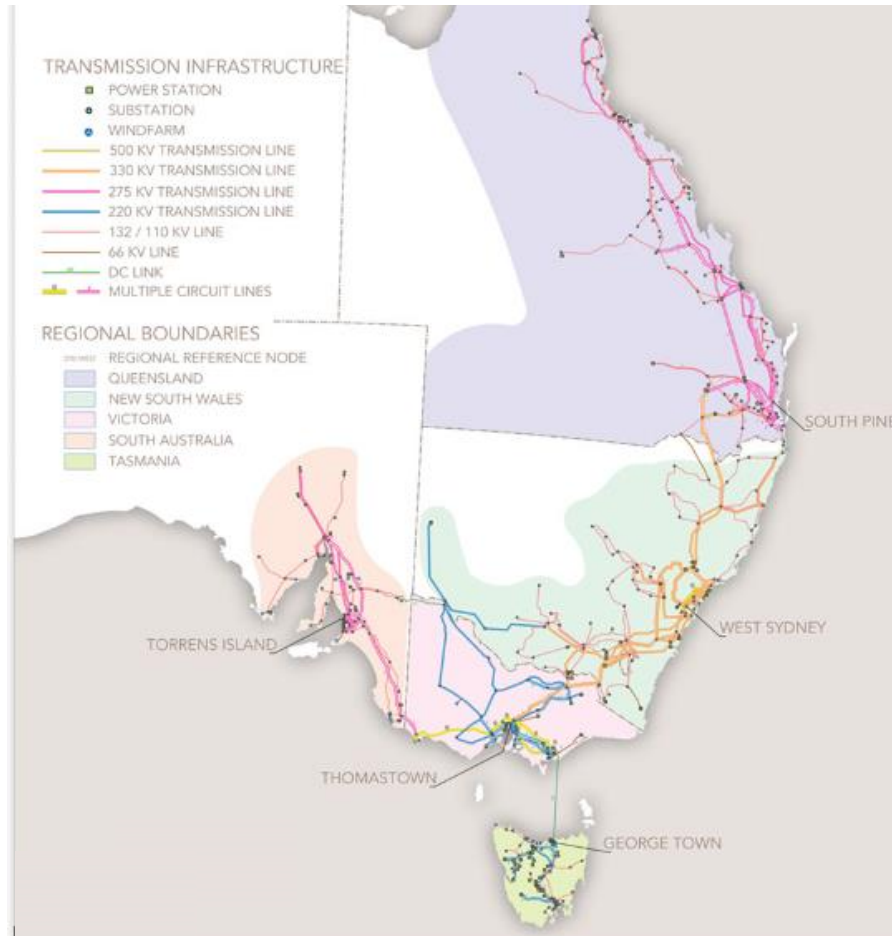 TRANSMISSION INFRASTRUCTURE
POWER STATION
SUBSTATION
WINDFARM
500 KV TRANSMISSION LINE
330 KV TRANSMISSION LINE
275 KV TRANSMISSION LINE
220 KV TRANSMISSION LINE
132 / 110 KV LINE
66 KV LINE
DC LINK
MULTIPLE CIRCUIT LINES
REGIONAL BOUNDARIES
REGIONAL REFERENCE NODE
QUEENSLAND
NEW SOUTH WALES
VICTORIA
SOUTH AUSTRALIA
TASMANIA
SOUTH PINE
WEST SYDNEY
TORRENS ISLAND
THOMASTOWN
GEORGE TOWN